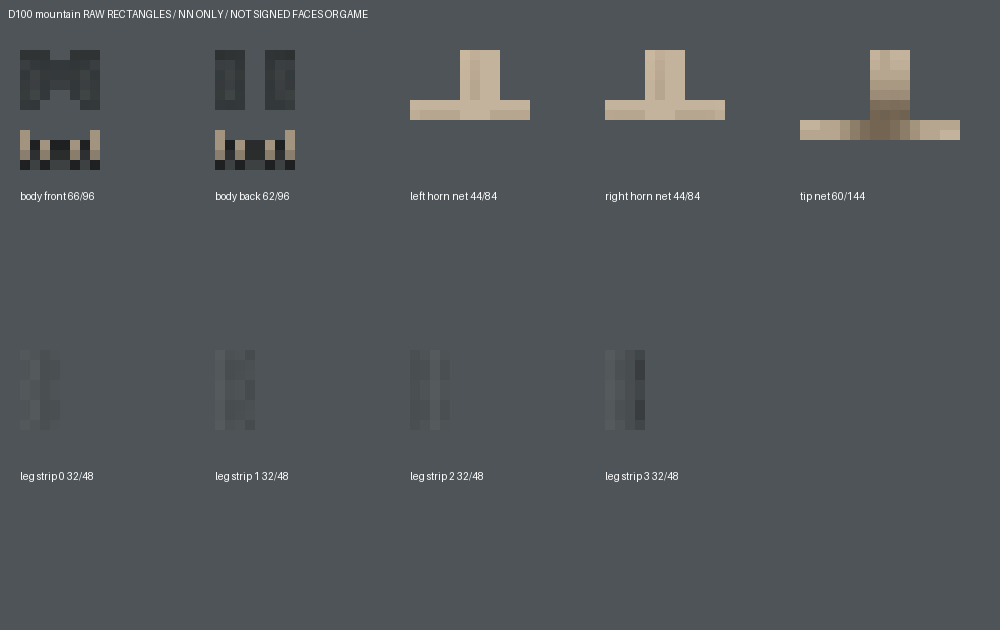 D100 mountain RAW RECTANGLES / NN ONLY / NOT SIGNED FACES OR GAME
body front 66/96
body back 62/96
left horn net 44/84
right horn net 44/84
tip net 60/144
leg strip 0 32/48
leg strip 1 32/48
leg strip 2 32/48
leg strip 3 32/48